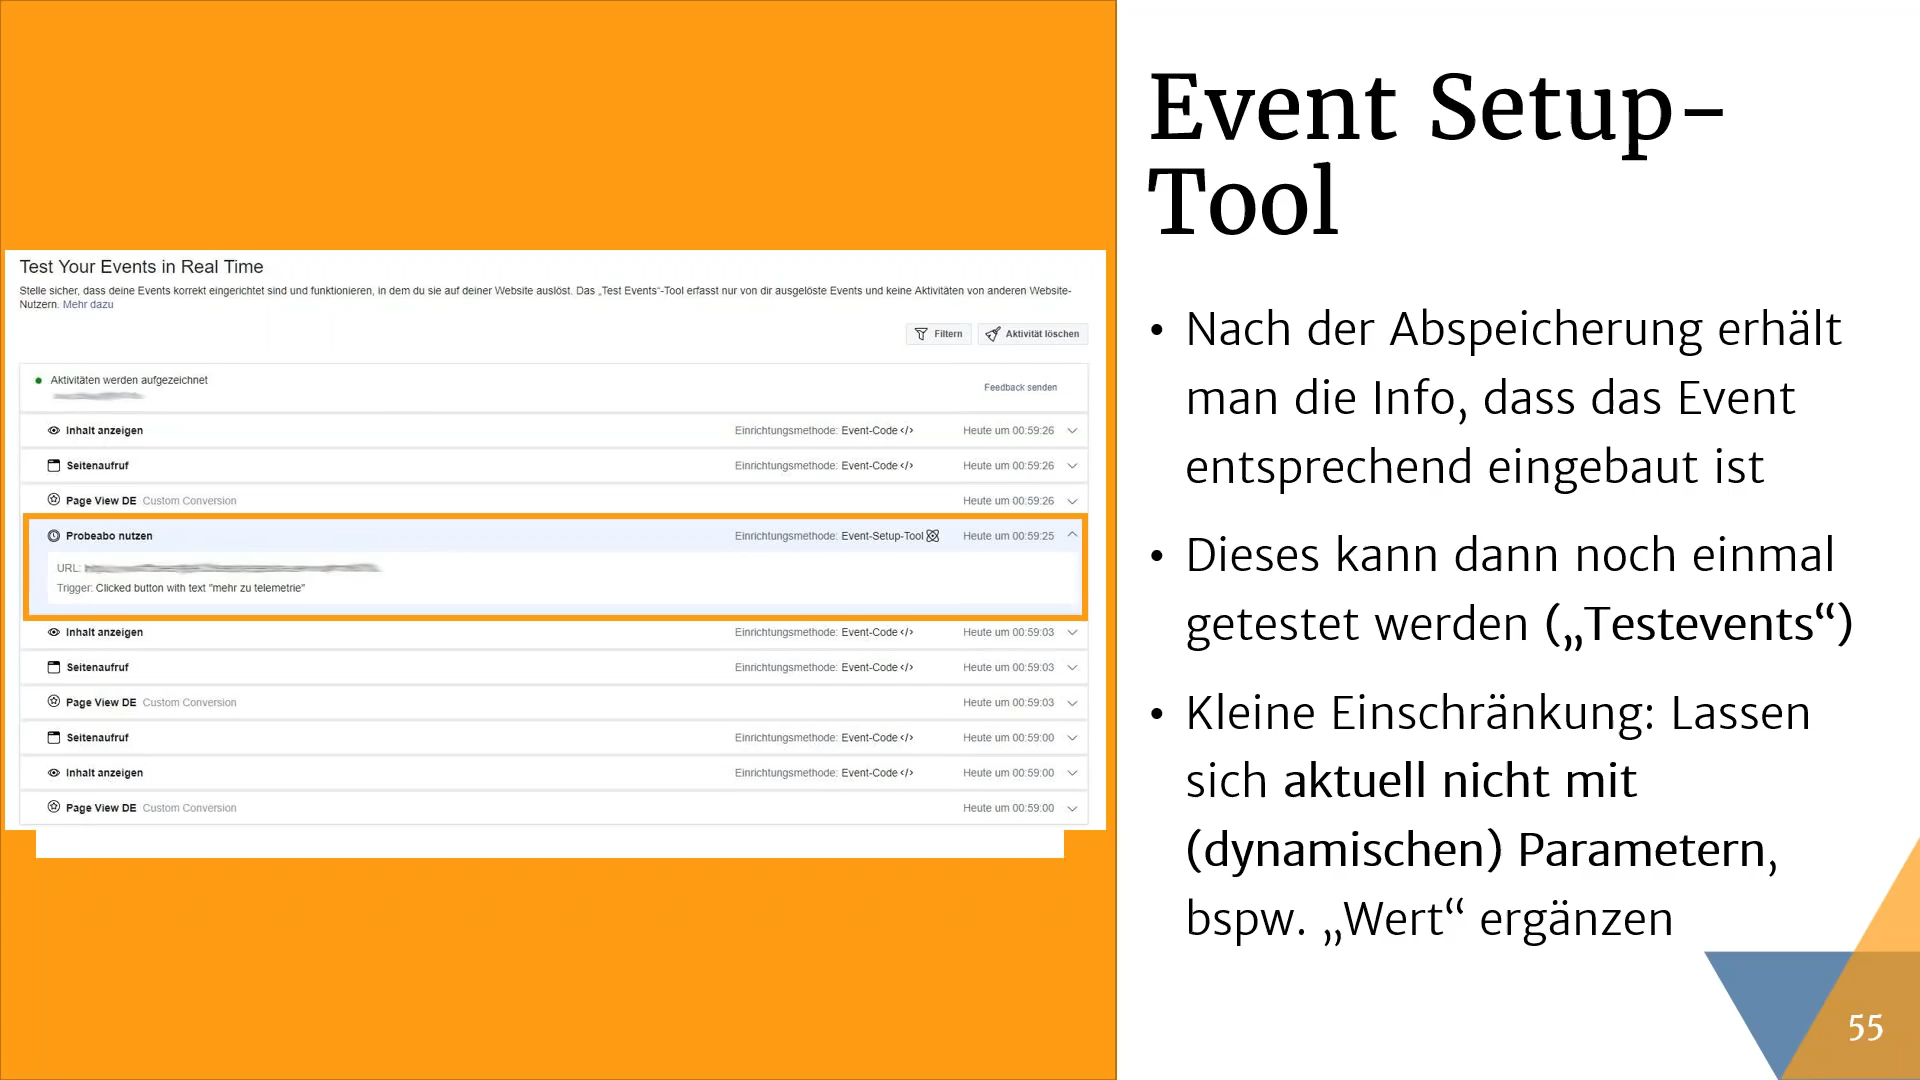 Event Setup-
Tool
Test Your Events in Real Time
Stelle sicher, dass deine Events korrekt eingerichtet sind und funktionieren, in dem du sie auf deiner Website auslöst. Das „Test Events“-Tool erfasst nur von dir ausgelöste Events und keine Aktivitäten von anderen Website-
Nutzern. Mehr dazu
Filtern Aktivität löschen
Aktivitäten werden aufgezeichnet Feedback senden
Inhalt anzeigen Einrichtungsmethode: Event-Code </> Heute um 00:59:26
Seitenaufruf Einrichtungsmethode: Event-Code </> Heute um 00:59:26
Page View DE Custom Conversion Heute um 00:59:26
Probeabo nutzen Einrichtungsmethode: Event-Setup-Tool Heute um 00:59:25
URL:
Trigger: Clicked button with text "mehr zu telemetrie"
Inhalt anzeigen Einrichtungsmethode: Event-Code </> Heute um 00:59:03
Seitenaufruf Einrichtungsmethode: Event-Code </> Heute um 00:59:03
Page View DE Custom Conversion Heute um 00:59:03
Seitenaufruf Einrichtungsmethode: Event-Code </> Heute um 00:59:00
Inhalt anzeigen Einrichtungsmethode: Event-Code </> Heute um 00:59:00
Page View DE Custom Conversion Heute um 00:59:00
• Nach der Abspeicherung erhält
man die Info, dass das Event
entsprechend eingebaut ist
• Dieses kann dann noch einmal
getestet werden („Testevents“)
• Kleine Einschränkung: Lassen
sich aktuell nicht mit
(dynamischen) Parametern,
bspw. „Wert“ ergänzen
55